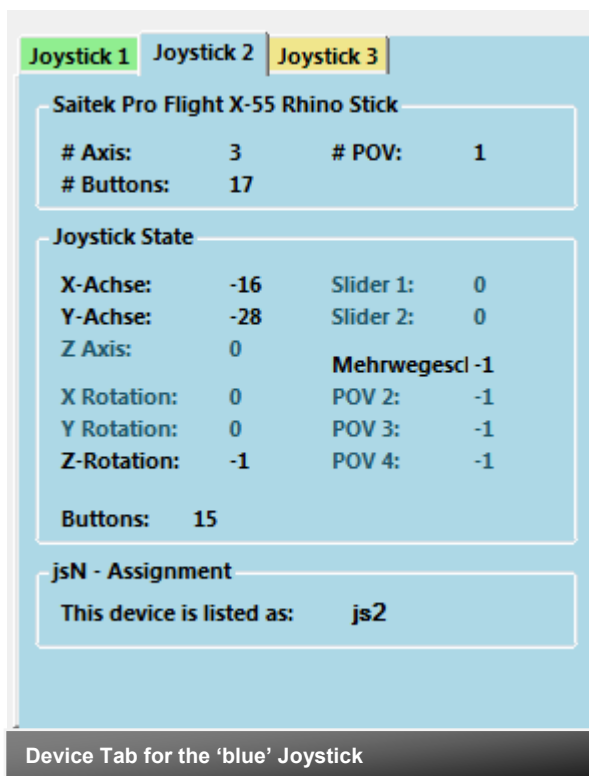 Joystick 1 Joystick 2 Joystick 3
Saitek Pro Flight X-55 Rhino Stick
# Axis: 3 # POV: 1
# Buttons: 17
Joystick State
X-Achse: -16 Slider 1: 0
Y-Achse: -28 Slider 2: 0
Z Axis: 0
Mehrwegescl -1
X Rotation: 0 POV 2: -1
Y Rotation: 0 POV 3: -1
Z-Rotation: -1 POV 4: -1
Buttons: 15
jsN - Assignment
This device is listed as: js2
Device Tab for the ‘blue’ Joystick